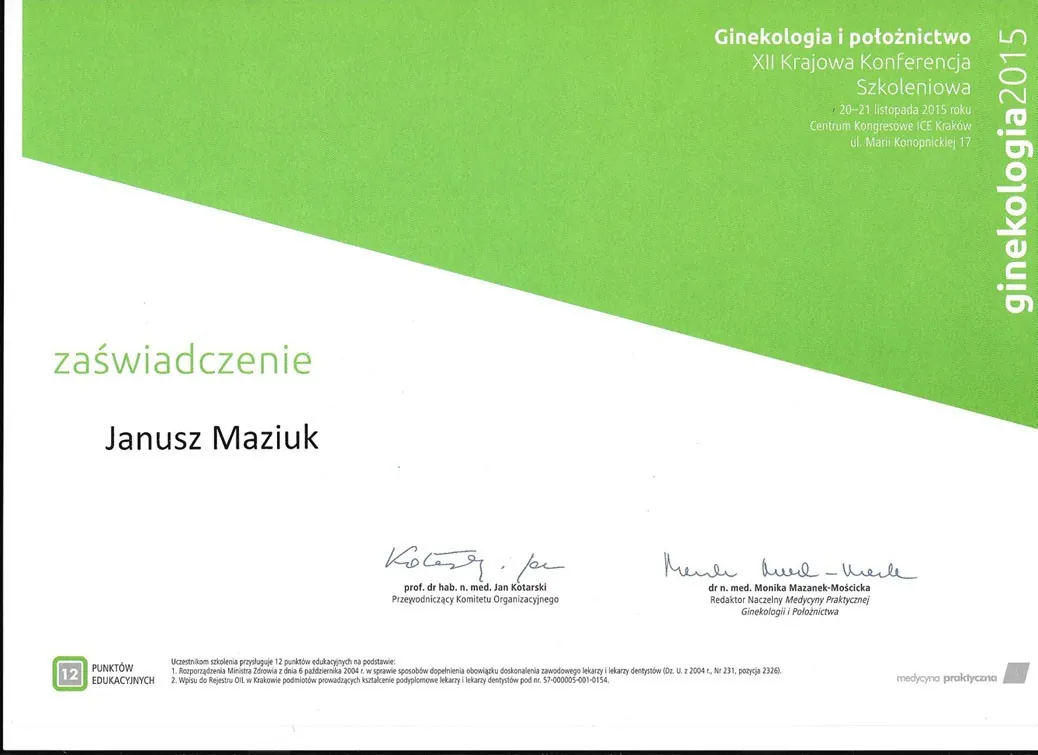 Ginekologia i położnictwo
XII Krajowa Konferencja
Szkoleniowa
20–21 listopada 2015 roku
Centrum Kongresowe ICE Kraków
ul. Marii Konopnickiej 17
ginekologia2015
zaświadczenie
Janusz Maziuk
prof. dr hab. n. med. Jan Kotarski
Przewodniczący Komitetu Organizacyjnego
dr n. med. Monika Mazanek-Mościcka
Redaktor Naczelny Medycyny Praktycznej
Ginekologii i Położnictwa
12 PUNKTÓW
EDUKACYJNYCH
Uczestnikom szkolenia przysługuje 12 punktów edukacyjnych na podstawie:
1. Rozporządzenia Ministra Zdrowia z dnia 6 października 2004 r. w sprawie sposobów dopełnienia obowiązku doskonalenia zawodowego lekarzy i lekarzy dentystów (Dz. U. z 2004 r., Nr 231, pozycja 2326).
2. Wpisu do Rejestru OIL w Krakowie podmiotów prowadzących kształcenie podyplomowe lekarzy i lekarzy dentystów pod nr. 57-000005-001-0154.
medycyna praktyczna